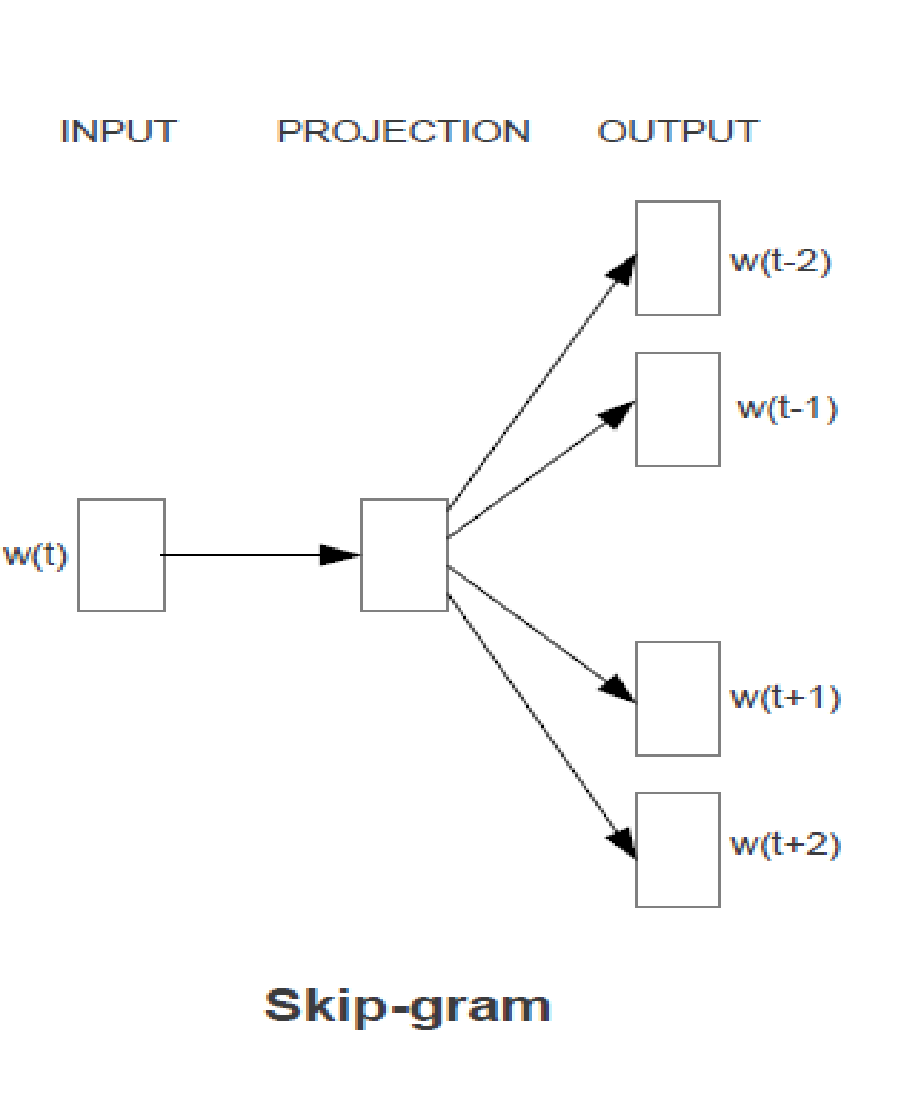 INPUT PROJECTION OUTPUT
w(t-2)
w(t-1)
w(t)
w(t+1)
w(t+2)
Skip-gram